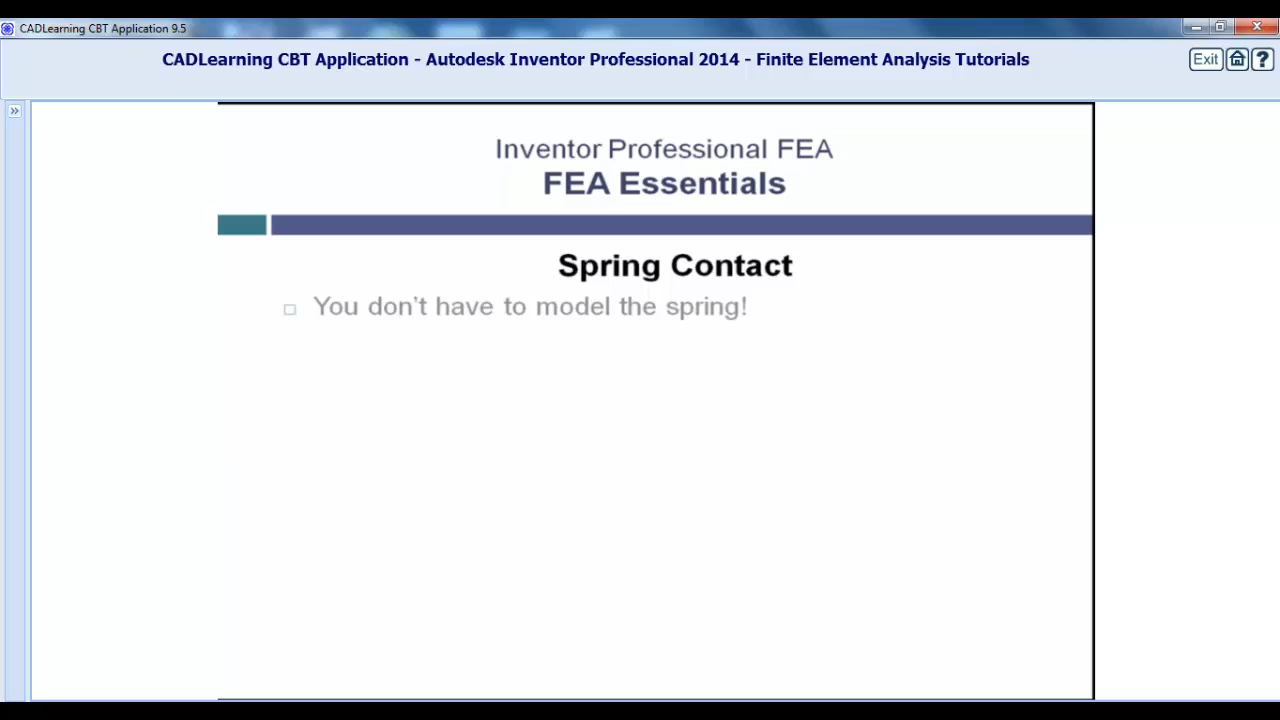 CADLearning CBT Application 9.5
CADLearning CBT Application - Autodesk Inventor Professional 2014 - Finite Element Analysis Tutorials
Exit
?
»
Inventor Professional FEA
FEA Essentials
Spring Contact
You don't have to model the spring!